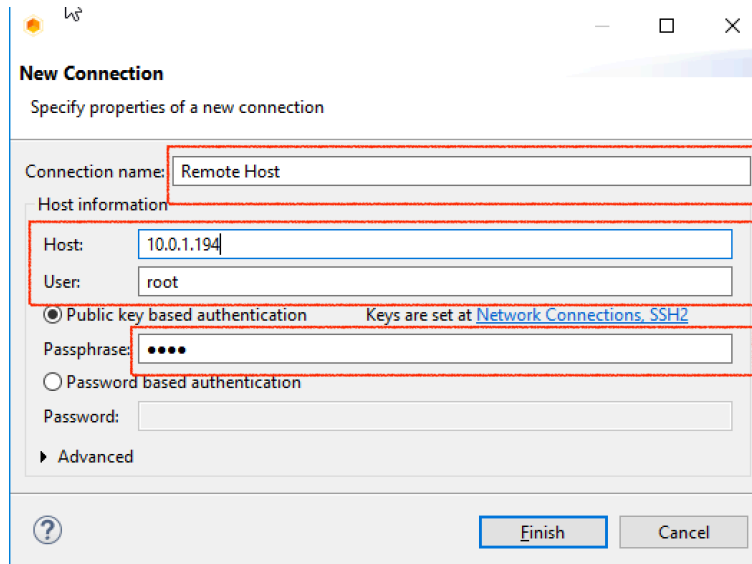 New Connection
Specify properties of a new connection
Connection name: Remote Host
Host information
Host: 10.0.1.194
User: root
Public key based authentication Keys are set at Network Connections, SSH2
Passphrase: ●●●●
Password based authentication
Password:
Advanced
Finish Cancel